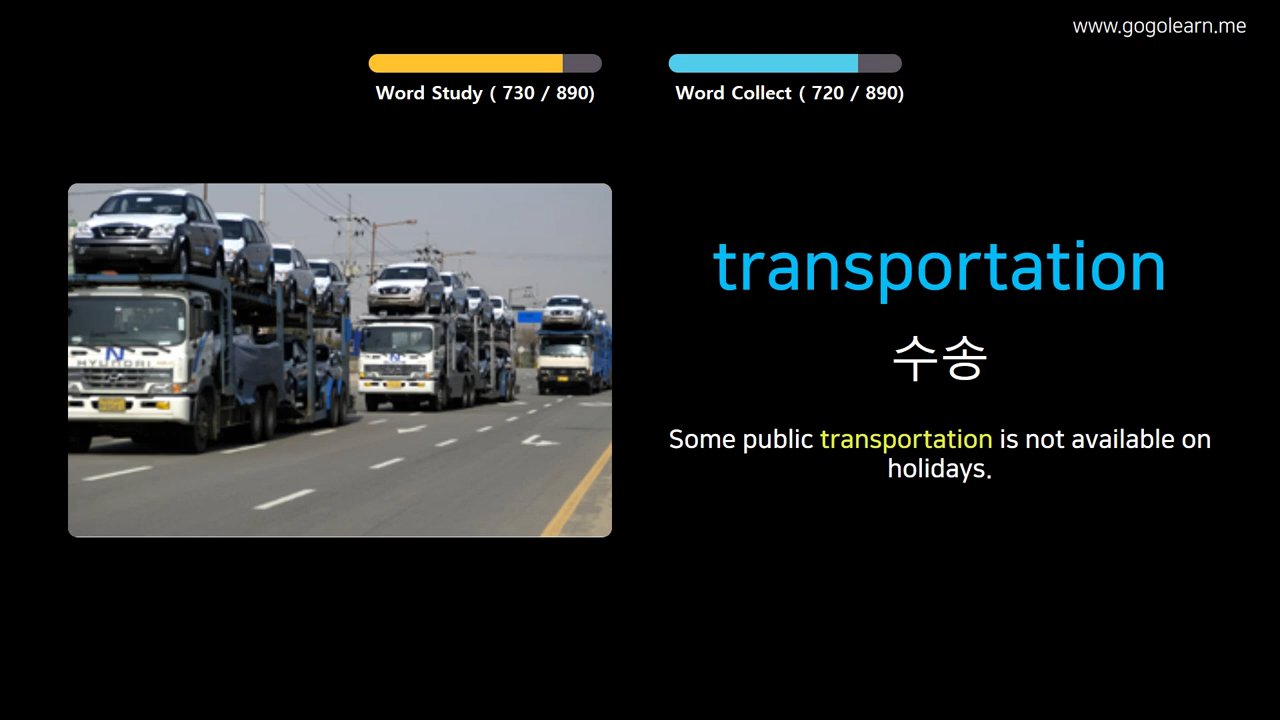 www.gogolearn.me
Word Study ( 730 / 890)
Word Collect ( 720 / 890)
transportation
수송
Some public transportation is not available on
holidays.
N
HYUNDAI